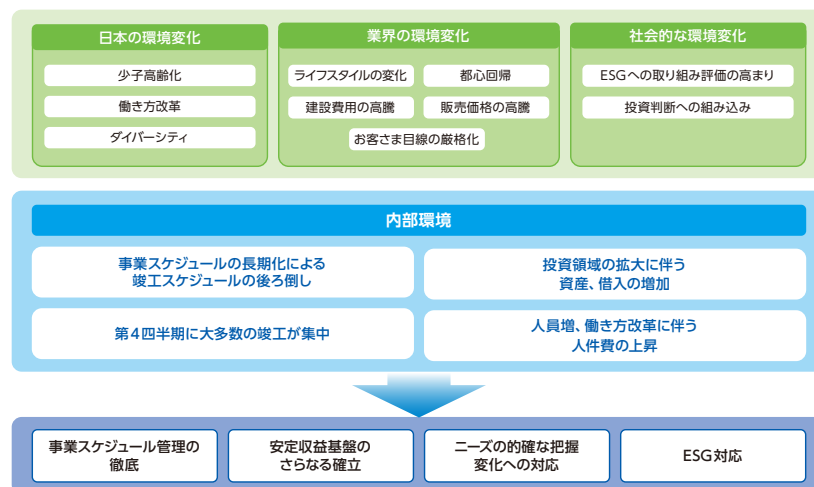 日本の環境変化
少子高齢化
働き方改革
ダイバーシティ
業界の環境変化
ライフスタイルの変化
都心回帰
建設費用の高騰
販売価格の高騰
お客さま目線の厳格化
社会的な環境変化
ESGへの取り組み評価の高まり
投資判断への組み込み
内部環境
事業スケジュールの長期化による
竣工スケジュールの後ろ倒し
投資領域の拡大に伴う
資産、借入の増加
第4四半期に大多数の竣工が集中
人員増、働き方改革に伴う
人件費の上昇
事業スケジュール管理の
徹底
安定収益基盤の
さらなる確立
ニーズの的確な把握
変化への対応
ESG対応